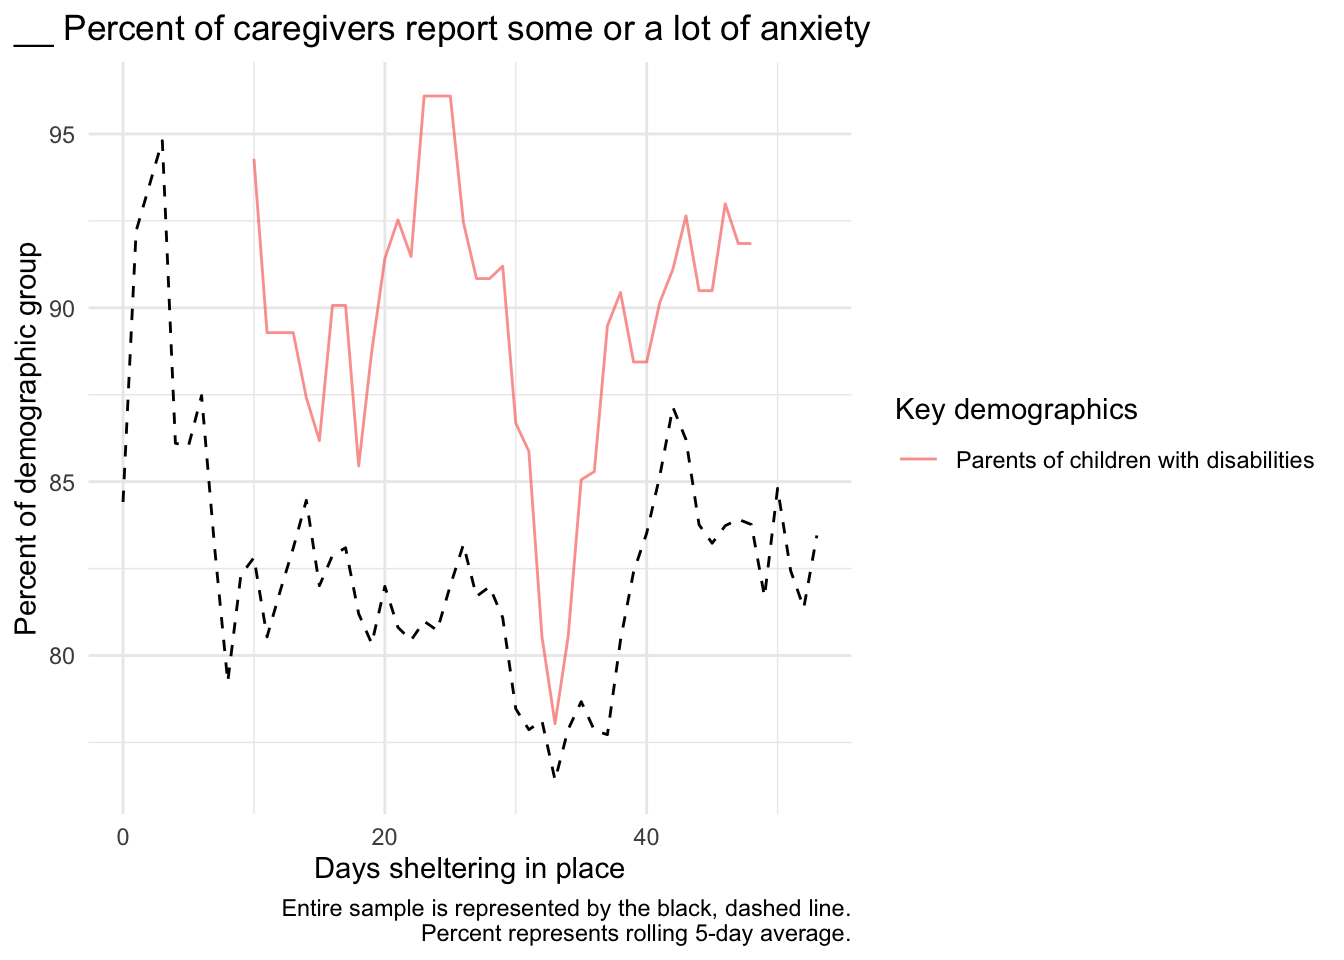 __ Percent of caregivers report some or a lot of anxiety
Percent of demographic group
95
90
85
80
0 20 40
Days sheltering in place
Key demographics
Parents of children with disabilities
Entire sample is represented by the black, dashed line.
Percent represents rolling 5-day average.